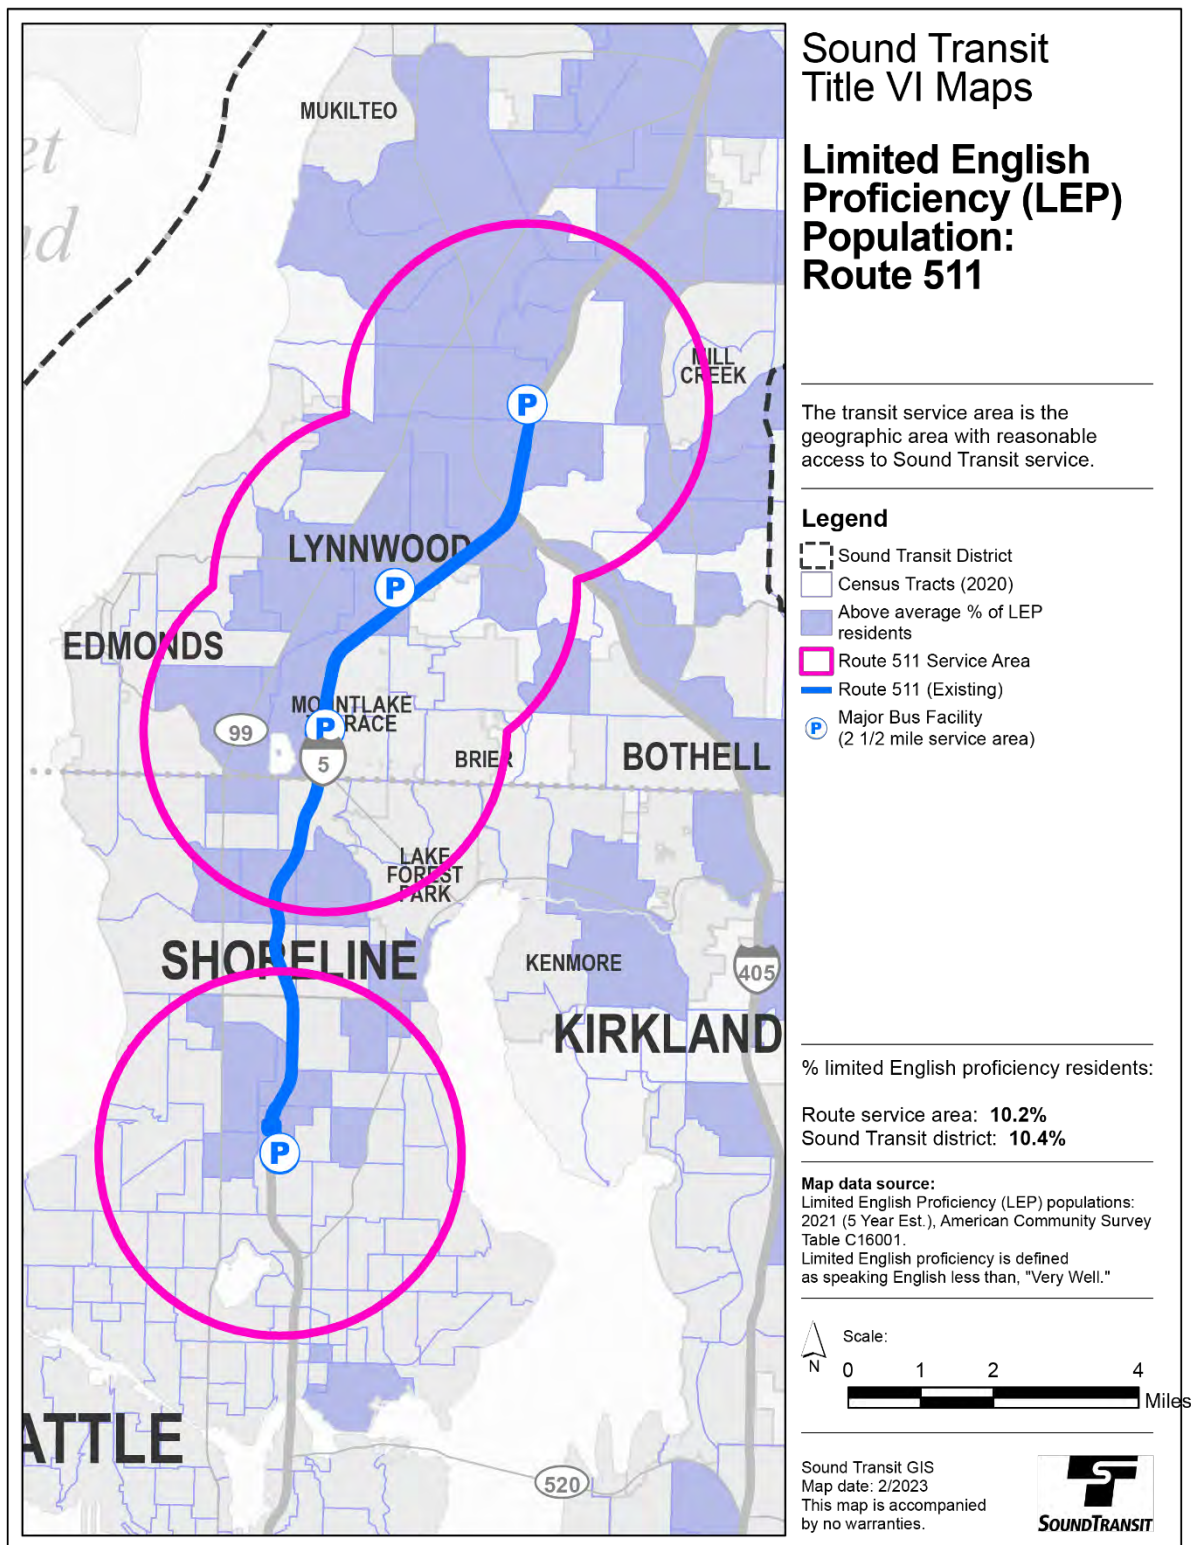 Sound Transit
Title VI Maps
Limited English
Proficiency (LEP)
Population:
Route 511
The transit service area is the
geographic area with reasonable
access to Sound Transit service.
Legend
Sound Transit District
Census Tracts (2020)
Above average % of LEP
residents
Route 511 Service Area
Route 511 (Existing)
P
Major Bus Facility
(2 1/2 mile service area)
% limited English proficiency residents:
Route service area: 10.2%
Sound Transit district: 10.4%
Map data source:
Limited English Proficiency (LEP) populations:
2021 (5 Year Est.), American Community Survey
Table C16001.
Limited English proficiency is defined
as speaking English less than, "Very Well."
N
Scale:
0 1 2 4
Miles
Sound Transit GIS
Map date: 2/2023
This map is accompanied
by no warranties.
SOUNDTRANSIT
MUKILTEO
et
nd
MILL
CREEK
P
LYNNWOOD
P
EDMONDS
MOUNTLAKE
TERRACE
P
99
5
BRIER
BOTHELL
LAKE
FOREST
PARK
SHORELINE
KENMORE
405
KIRKLAND
P
ATTLE
520